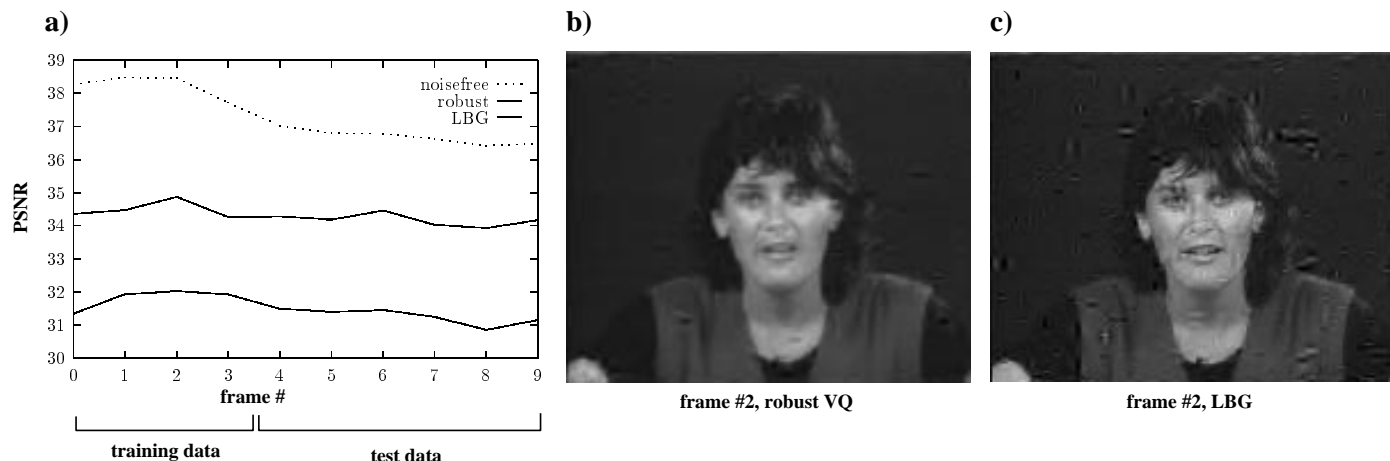 a)
39
38
37
36
35
34
33
32
31
30
PSNR
noisefree
robust
LBG
0 1 2 3 4 5 6 7 8 9
frame #
training data
test data
b)
frame #2, robust VQ
c)
frame #2, LBG